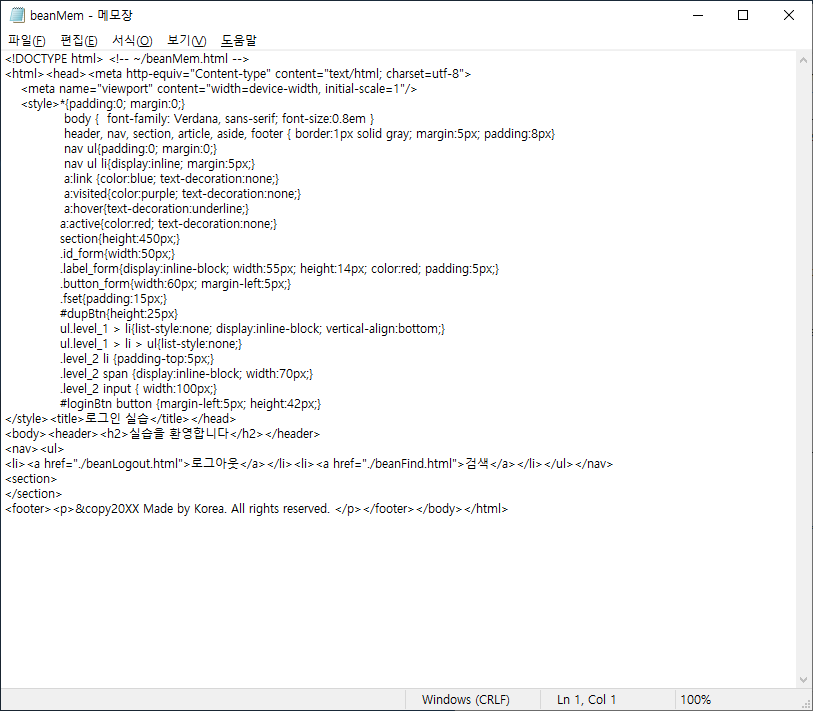 beanMem - 메모장
파일(F) 편집(E) 서식(O) 보기(V) 도움말
<!DOCTYPE html> <!-- ~/beanMem.html -->
<html><head><meta http-equiv="Content-type" content="text/html; charset=utf-8">
<meta name="viewport" content="width=device-width, initial-scale=1"/>
<style>*{padding:0; margin:0;}
body {  font-family: Verdana, sans-serif; font-size:0.8em }
header, nav, section, article, aside, footer { border:1px solid gray; margin:5px; padding:8px}
nav ul{padding:0; margin:0;}
nav ul li{display:inline; margin:5px;}
a:link {color:blue; text-decoration:none;}
a:visited{color:purple; text-decoration:none;}
a:hover{text-decoration:underline;}
a:active{color:red; text-decoration:none;}
section{height:450px;}
.id_form{width:50px;}
.label_form{display:inline-block; width:55px; height:14px; color:red; padding:5px;}
.button_form{width:60px; margin-left:5px;}
.fset{padding:15px;}
#dupBtn{height:25px}
ul.level_1 > li{list-style:none; display:inline-block; vertical-align:bottom;}
ul.level_1 > li > ul{list-style:none;}
.level_2 li {padding-top:5px;}
.level_2 span {display:inline-block; width:70px;}
.level_2 input { width:100px;}
#loginBtn button {margin-left:5px; height:42px;}
</style><title>로그인 실습</title></head>
<body><header><h2>실습을 환영합니다</h2></header>
<nav><ul>
<li><a href="./beanLogout.html">로그아웃</a></li><li><a href="./beanFind.html">검색</a></li></ul></nav>
<section>
</section>
<footer><p>&copy20XX Made by Korea. All rights reserved. </p></footer></body></html>
Windows (CRLF) Ln 1, Col 1 100%